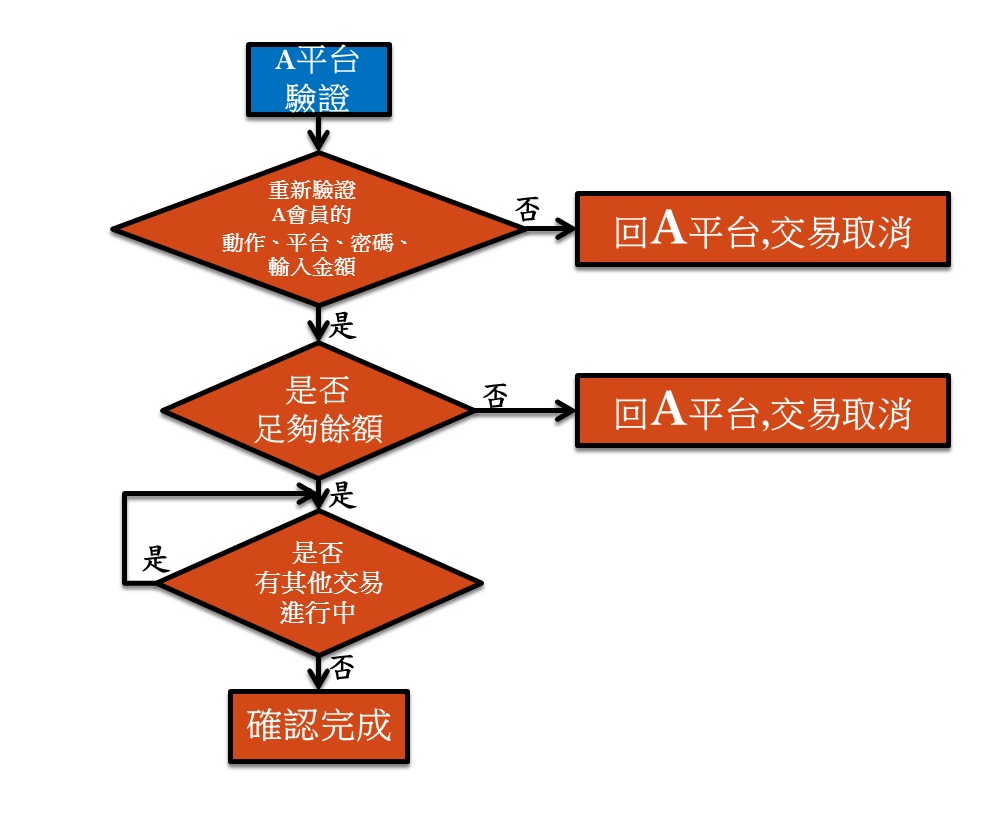 A平台
驗證
重新驗證
A會員的
動作、平台、密碼、
輸入金額
否
回A平台,交易取消
是
是否
足夠餘額
否
回A平台,交易取消
是
是
是否
有其他交易
進行中
否
確認完成